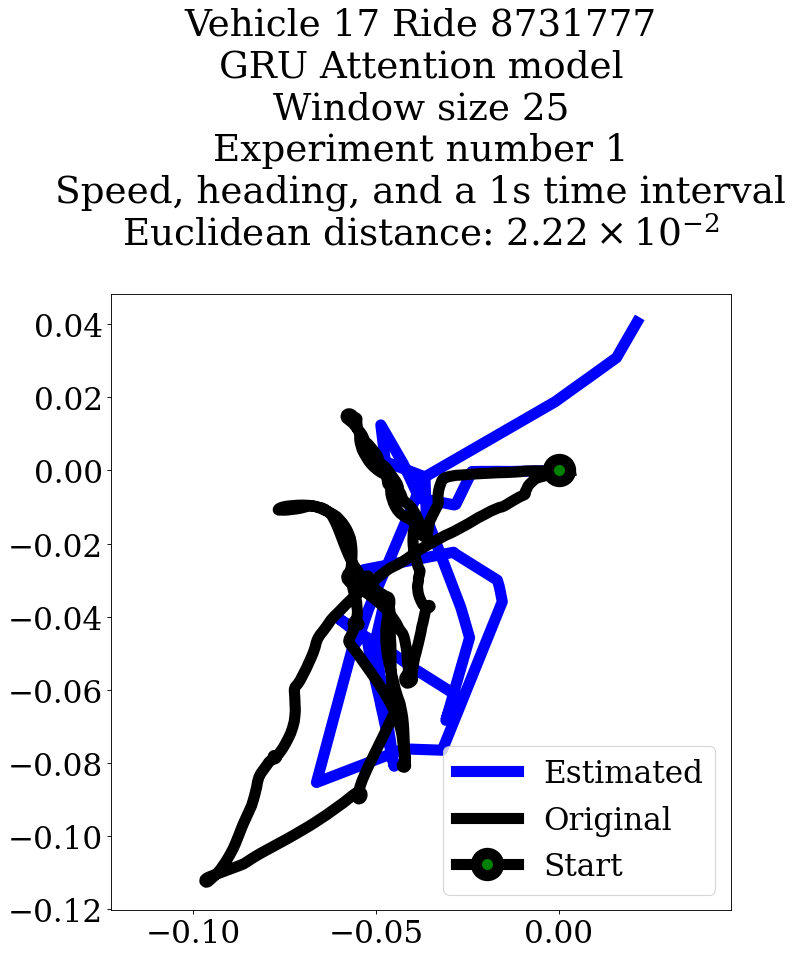 Vehicle 17 Ride 8731777
GRU Attention model
Window size 25
Experiment number 1
Speed, heading, and a 1s time interval
Euclidean distance: 2.22 × 10⁻²
0.04
0.02
0.00
−0.02
−0.04
−0.06
−0.08
−0.10
−0.12
Estimated
Original
Start
−0.10
−0.05
0.00